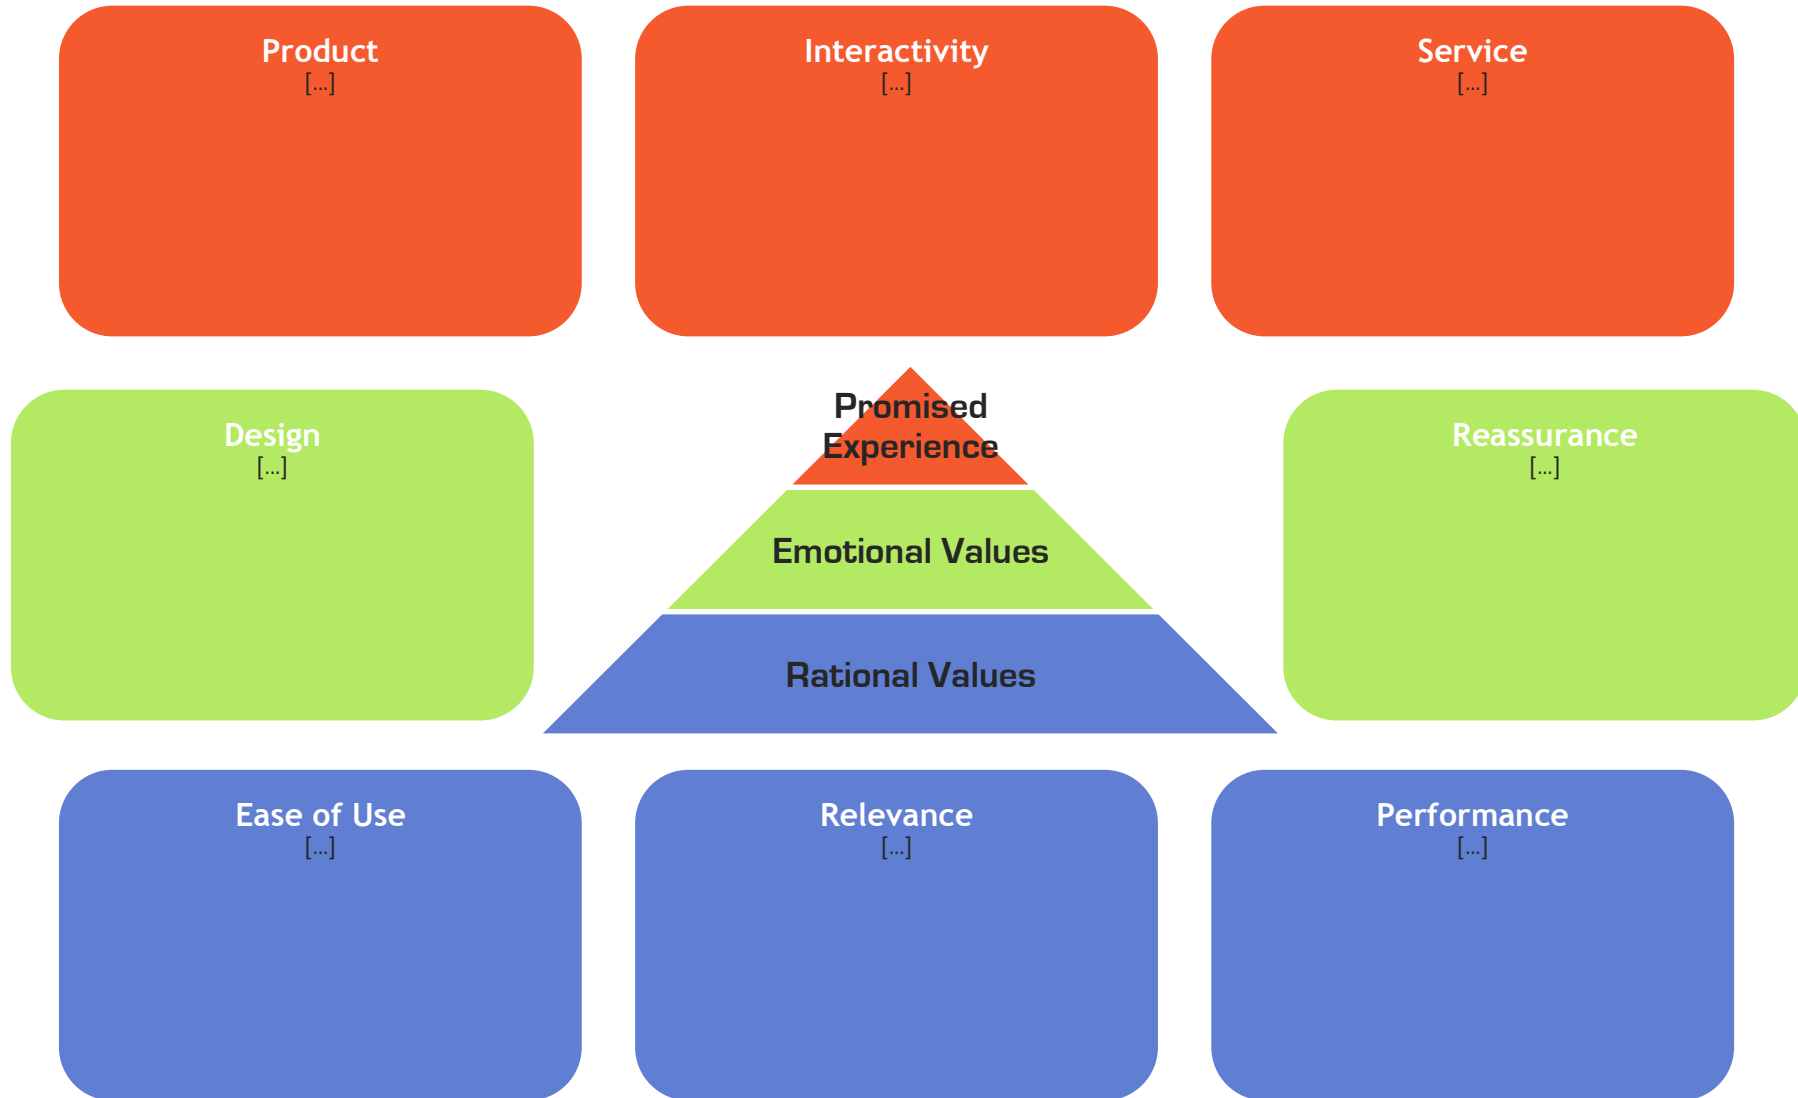 Product
[...]
Interactivity
[...]
Service
[...]
Design
[...]
Promised
Experience
Emotional Values
Rational Values
Reassurance
[...]
Ease of Use
[...]
Relevance
[...]
Performance
[...]